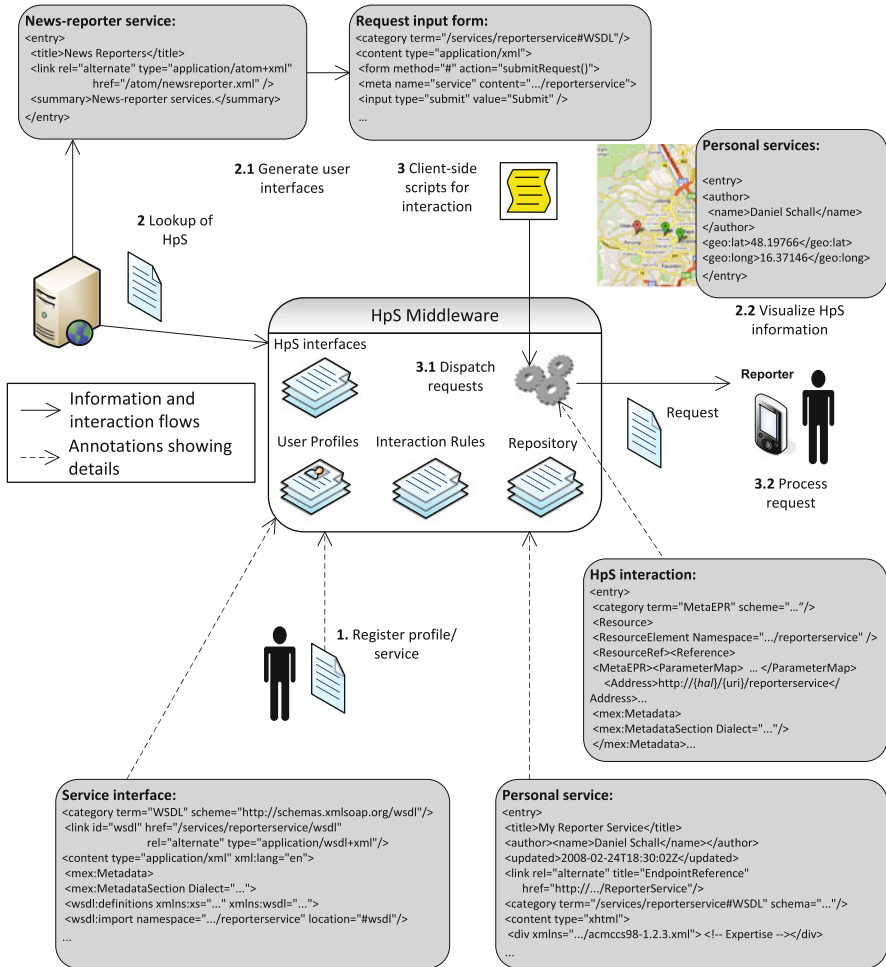 News-reporter service:
<entry>
<title>News Reporters</title>
<link rel="alternate" type="application/atom+xml"
href="/atom/newsreporter.xml" />
<summary>News-reporter services.</summary>
</entry>
Request input form:
<category term="/services/reporterservice#WSDL"/>
<content type="application/xml">
<form method="#" action="submitRequest()">
<meta name="service" content=".../reporterservice">
<input type="submit" value="Submit" />
...
Personal services:
<entry>
<author>
<name>Daniel Schall</name>
</author>
<geo:lat>48.19766</geo:lat>
<geo:long>16.37146</geo:long>
</entry>
2.1 Generate user
interfaces
3 Client-side
scripts for
interaction
2 Lookup of
HpS
2.2 Visualize HpS
information
HpS Middleware
HpS interfaces
3.1 Dispatch
requests
User Profiles
Interaction Rules
Repository
Request
Reporter
3.2 Process
request
Information and
interaction flows
Annotations showing
details
1. Register profile/
service
HpS interaction:
<entry>
<category term="MetaEPR" scheme="…“/>
<Resource>
<ResourceElement Namespace=".../reporterservice" />
<ResourceRef><Reference>
<MetaEPR><ParameterMap> … </ParameterMap>
<Address>http://{hal}/{uri}/reporterservice</
Address>...
<mex:Metadata>
<mex:MetadataSection Dialect="..."/>
</mex:Metadata>...
Service interface:
<category term="WSDL" scheme="http://schemas.xmlsoap.org/wsdl"/>
<link id="wsdl" href="/services/reporterservice/wsdl"
rel="alternate" type="application/wsdl+xml"/>
<content type="application/xml" xml:lang="en">
<mex:Metadata>
<mex:MetadataSection Dialect="...">
<wsdl:definitions xmlns:xs="..." xmlns:wsdl="...">
<wsdl:import namespace=".../reporterservice" location="#wsdl"/>
...
Personal service:
<entry>
<title>My Reporter Service</title>
<author><name>Daniel Schall</name></author>
<updated>2008-02-24T18:30:02Z</updated>
<link rel="alternate" title="EndpointReference"
href="http://.../ReporterService"/>
<category term="/services/reporterservice#WSDL" schema="..."/>
<content type="xhtml">
<div xmlns=".../acmccs98-1.2.3.xml"> <!-- Expertise --></div>
...